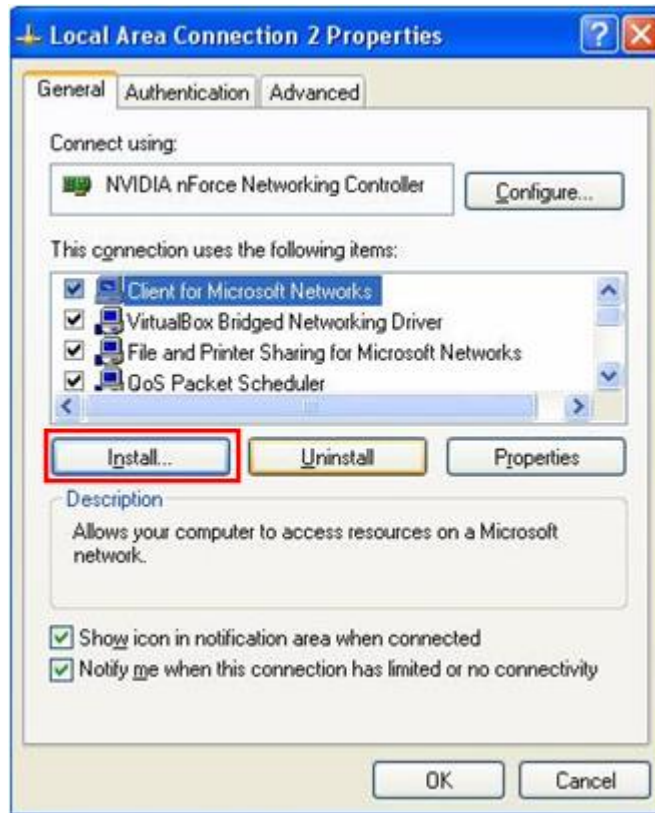 Local Area Connection 2 Properties
General Authentication Advanced
Connect using:
NVIDIA nForce Networking Controller
Configure...
This connection uses the following items:
Client for Microsoft Networks
VirtualBox Bridged Networking Driver
File and Printer Sharing for Microsoft Networks
QoS Packet Scheduler
Install... Uninstall Properties
Description
Allows your computer to access resources on a Microsoft
network.
Show icon in notification area when connected
Notify me when this connection has limited or no connectivity
OK Cancel